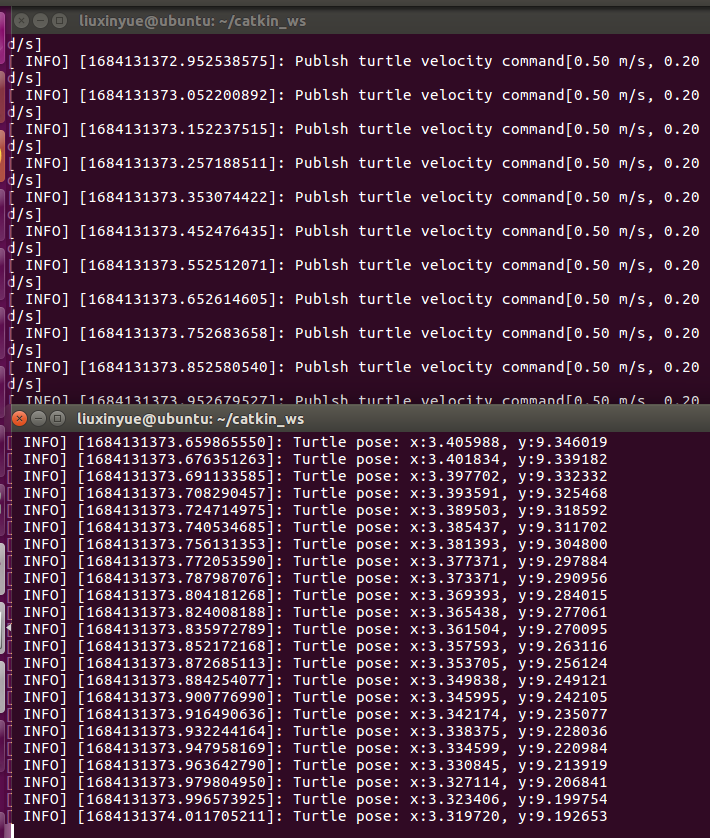 liuxinyue@ubuntu: ~/catkin_ws
d/s]
[ INFO] [1684131372.952538575]: Publsh turtle velocity command[0.50 m/s, 0.20
d/s]
[ INFO] [1684131373.052200892]: Publsh turtle velocity command[0.50 m/s, 0.20
d/s]
[ INFO] [1684131373.152237515]: Publsh turtle velocity command[0.50 m/s, 0.20
d/s]
[ INFO] [1684131373.257188511]: Publsh turtle velocity command[0.50 m/s, 0.20
d/s]
[ INFO] [1684131373.353074422]: Publsh turtle velocity command[0.50 m/s, 0.20
d/s]
[ INFO] [1684131373.452476435]: Publsh turtle velocity command[0.50 m/s, 0.20
d/s]
[ INFO] [1684131373.552512071]: Publsh turtle velocity command[0.50 m/s, 0.20
d/s]
[ INFO] [1684131373.652614605]: Publsh turtle velocity command[0.50 m/s, 0.20
d/s]
[ INFO] [1684131373.752683658]: Publsh turtle velocity command[0.50 m/s, 0.20
d/s]
[ INFO] [1684131373.852580540]: Publsh turtle velocity command[0.50 m/s, 0.20
d/s]
[ INFO] [1684131373.952679527]: Publsh turtle velocity command[0.50 m/s, 0.20
liuxinyue@ubuntu: ~/catkin_ws
[ INFO] [1684131373.659865550]: Turtle pose: x:3.405988, y:9.346019
[ INFO] [1684131373.676351263]: Turtle pose: x:3.401834, y:9.339182
[ INFO] [1684131373.691133585]: Turtle pose: x:3.397702, y:9.332332
[ INFO] [1684131373.708290457]: Turtle pose: x:3.393591, y:9.325468
[ INFO] [1684131373.724714975]: Turtle pose: x:3.389503, y:9.318592
[ INFO] [1684131373.740534685]: Turtle pose: x:3.385437, y:9.311702
[ INFO] [1684131373.756131353]: Turtle pose: x:3.381393, y:9.304800
[ INFO] [1684131373.772053590]: Turtle pose: x:3.377371, y:9.297884
[ INFO] [1684131373.787987076]: Turtle pose: x:3.373371, y:9.290956
[ INFO] [1684131373.804181268]: Turtle pose: x:3.369393, y:9.284015
[ INFO] [1684131373.824008188]: Turtle pose: x:3.365438, y:9.277061
[ INFO] [1684131373.835972789]: Turtle pose: x:3.361504, y:9.270095
[ INFO] [1684131373.852172168]: Turtle pose: x:3.357593, y:9.263116
[ INFO] [1684131373.872685113]: Turtle pose: x:3.353705, y:9.256124
[ INFO] [1684131373.884254077]: Turtle pose: x:3.349838, y:9.249121
[ INFO] [1684131373.900776990]: Turtle pose: x:3.345995, y:9.242105
[ INFO] [1684131373.916490636]: Turtle pose: x:3.342174, y:9.235077
[ INFO] [1684131373.932244164]: Turtle pose: x:3.338375, y:9.228036
[ INFO] [1684131373.947958169]: Turtle pose: x:3.334599, y:9.220984
[ INFO] [1684131373.963642790]: Turtle pose: x:3.330845, y:9.213919
[ INFO] [1684131373.979804950]: Turtle pose: x:3.327114, y:9.206841
[ INFO] [1684131373.996573925]: Turtle pose: x:3.323406, y:9.199754
[ INFO] [1684131374.011705211]: Turtle pose: x:3.319720, y:9.192653